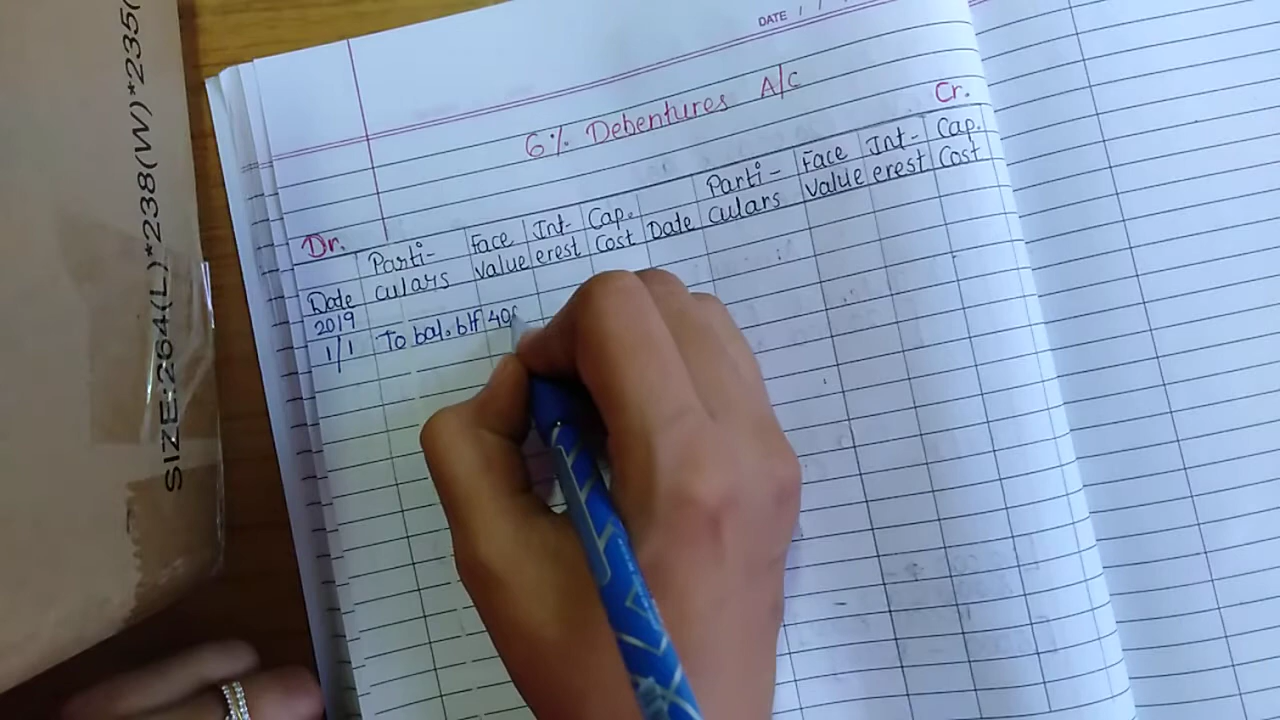 SIZE:264(L)*238(W)*235(
DATE / /
6% Debentures A/c
Dr. Cr.
Date Parti-culars Face value Int-erest Cap. Cost Date Parti-culars Face value Int-erest Cap. Cost
2019
1/1 To bal. b/f 40